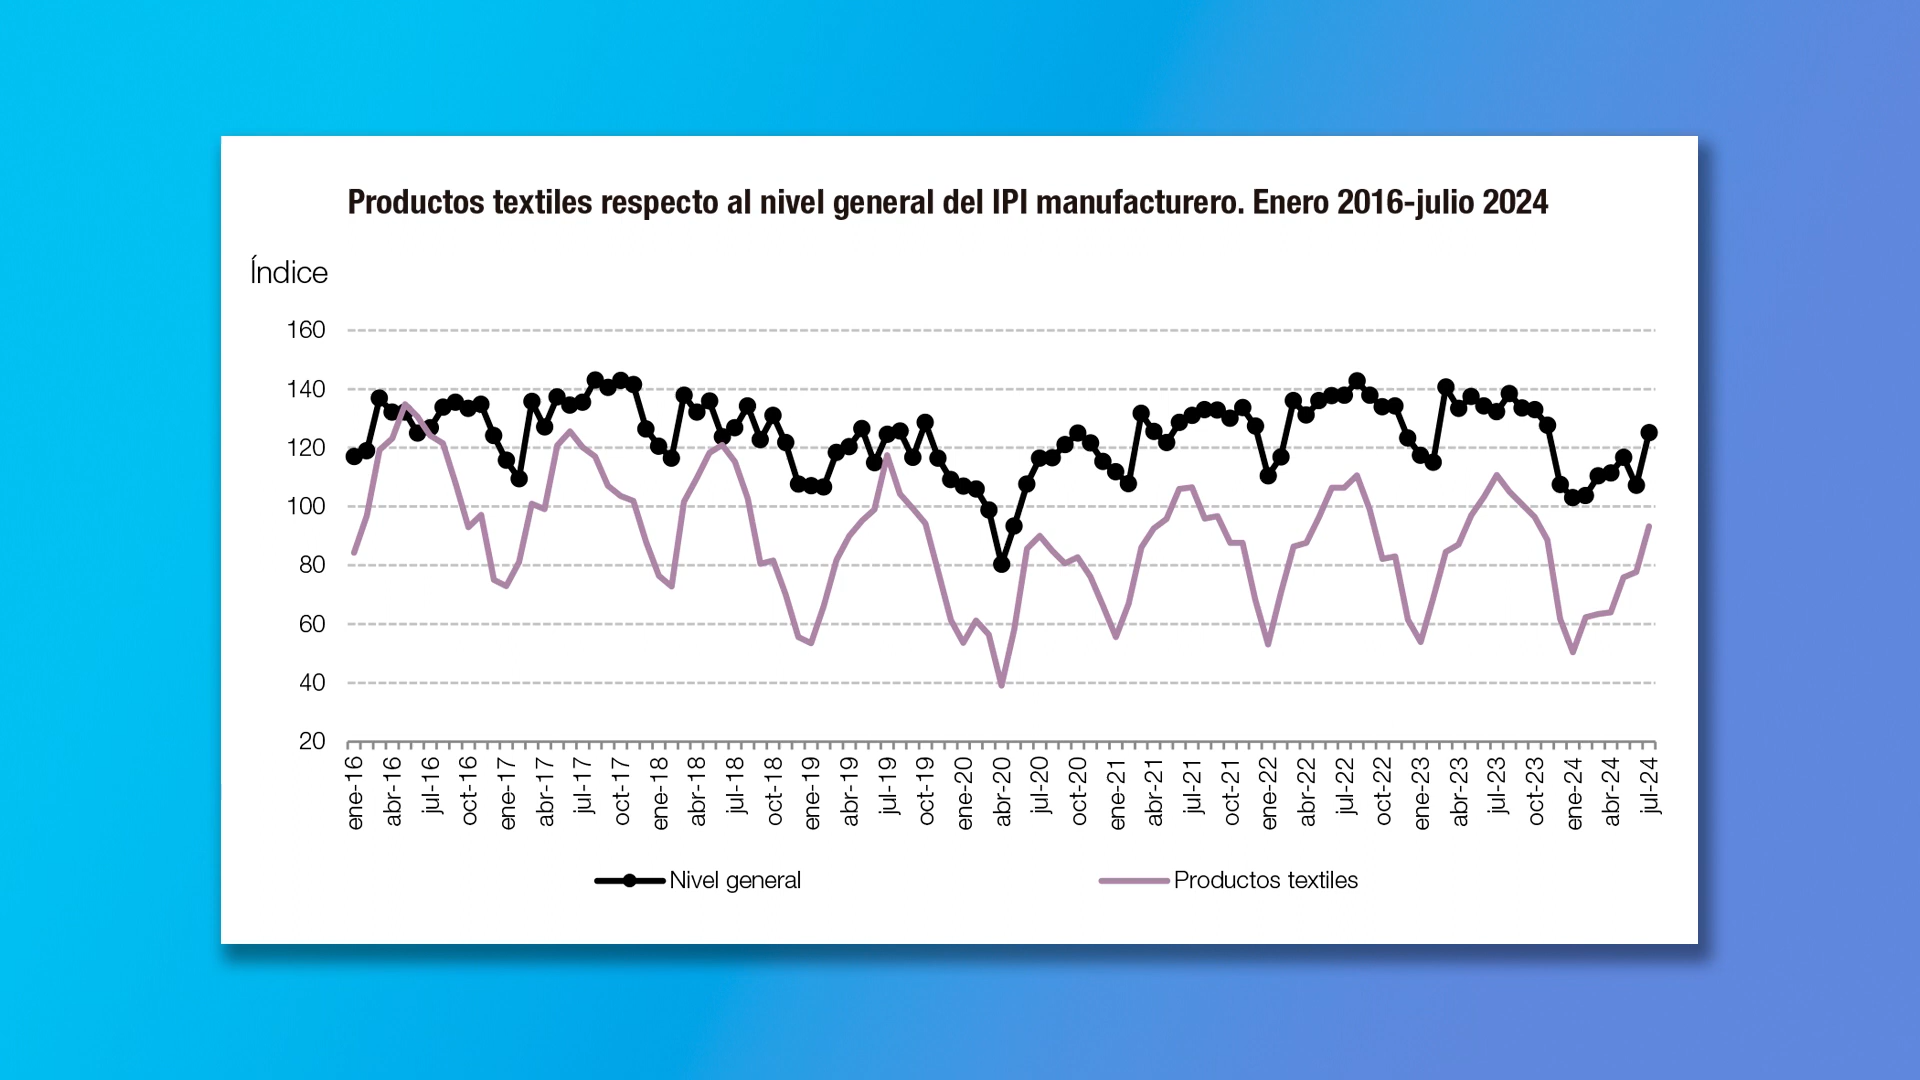 Productos textiles respecto al nivel general del IPI manufacturero. Enero 2016-julio 2024
Índice
160
140
120
100
80
60
40
20
ene-16
abr-16
jul-16
oct-16
ene-17
abr-17
jul-17
oct-17
ene-18
abr-18
jul-18
oct-18
ene-19
abr-19
jul-19
oct-19
ene-20
abr-20
jul-20
oct-20
ene-21
abr-21
jul-21
oct-21
ene-22
abr-22
jul-22
oct-22
ene-23
abr-23
jul-23
oct-23
ene-24
abr-24
jul-24
Nivel general
Productos textiles